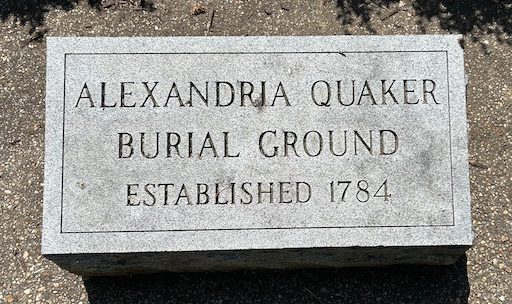 ALEXANDRIA QUAKER
BURIAL GROUND
ESTABLISHED 1784